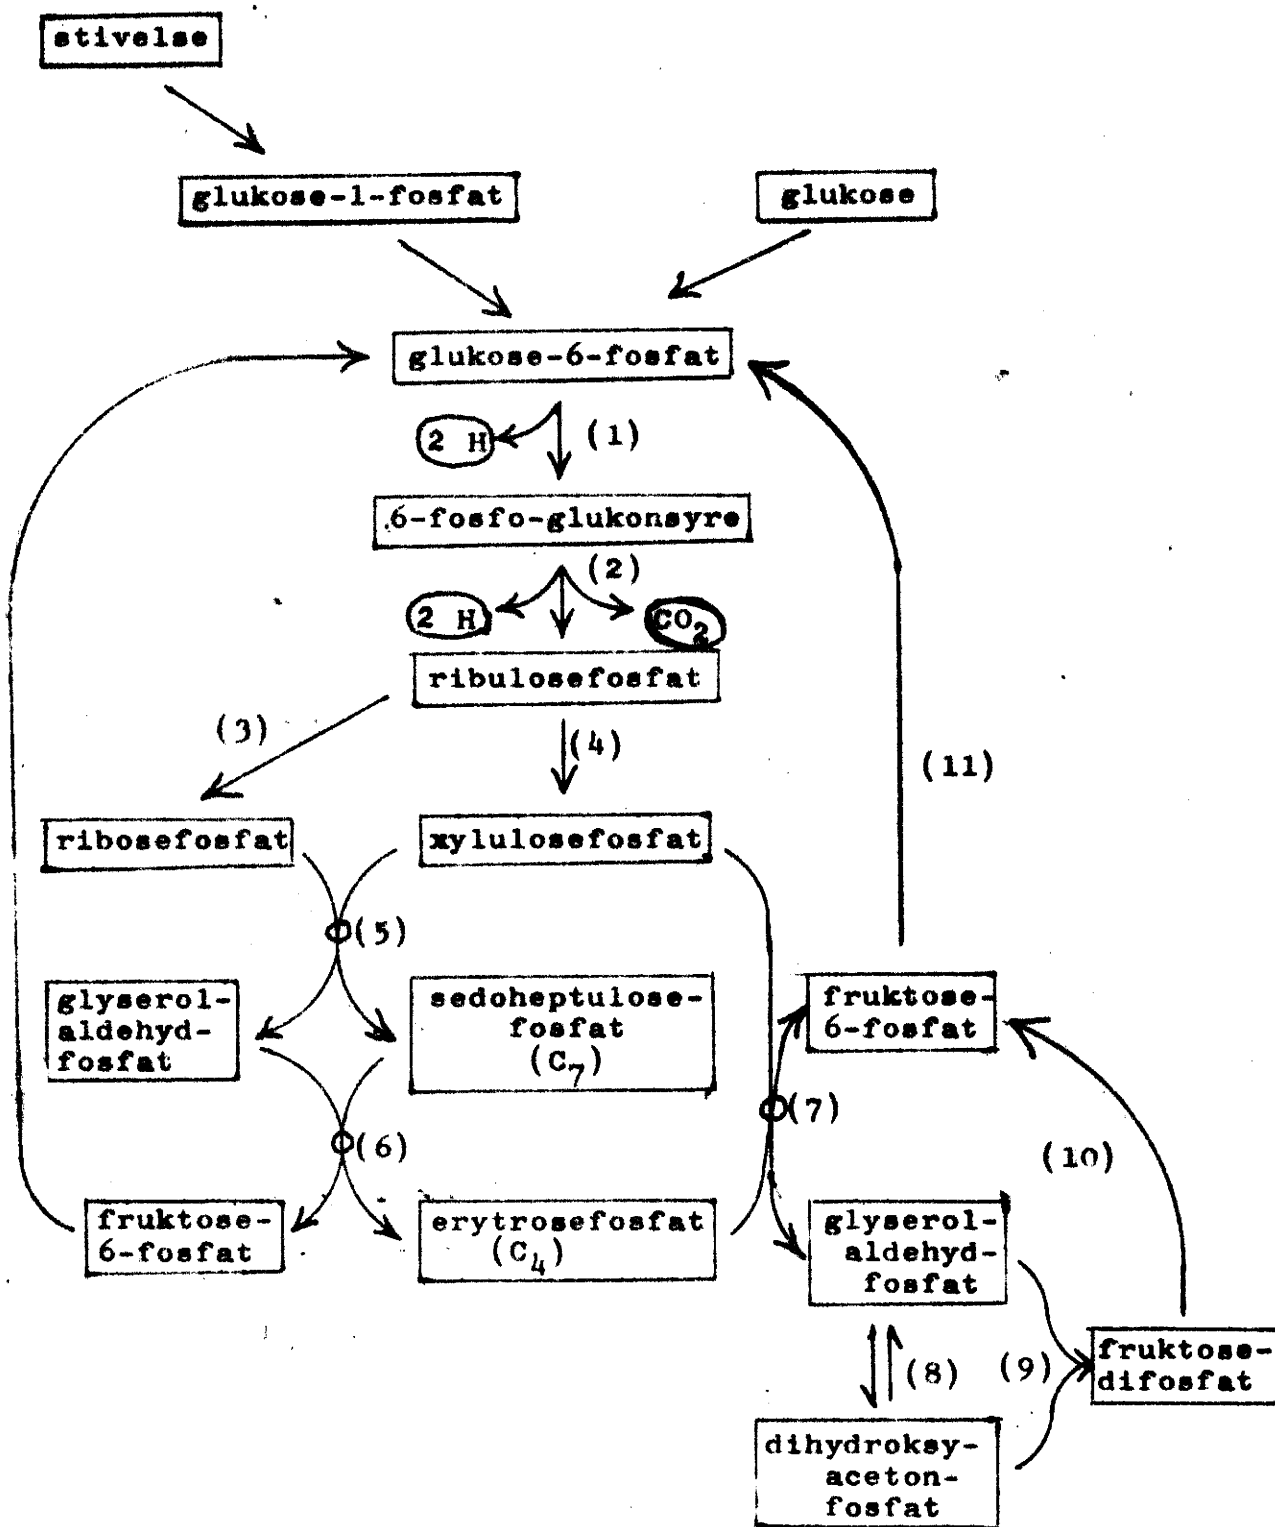 stivelse
glukose-1-fosfat
glukose
glukose-6-fosfat
2 H
(1)
6-fosfo-glukonsyre
(2)
2 H
CO2
ribulosefosfat
(3)
(4)
(11)
ribosefosfat
xylulosefosfat
(5)
glyserol-
aldehyd-
fosfat
sedoheptulose-
fosfat
(C7)
fruktose-
6-fosfat
(7)
(6)
(10)
fruktose-
6-fosfat
erytrosefosfat
(C4)
glyserol-
aldehyd-
fosfat
(8)
(9)
fruktose-
difosfat
dihydroksy-
aceton-
fosfat